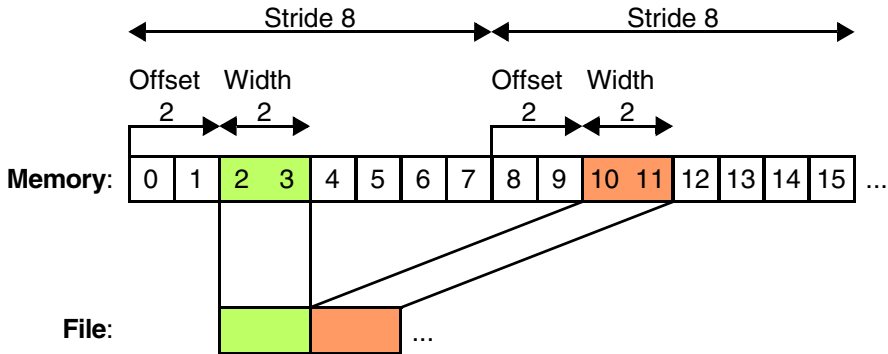 Stride 8 Stride 8
Offset Width Offset Width
2 2 2 2
Memory: 0 1 2 3 4 5 6 7 8 9 10 11 12 13 14 15 ...
File: ...